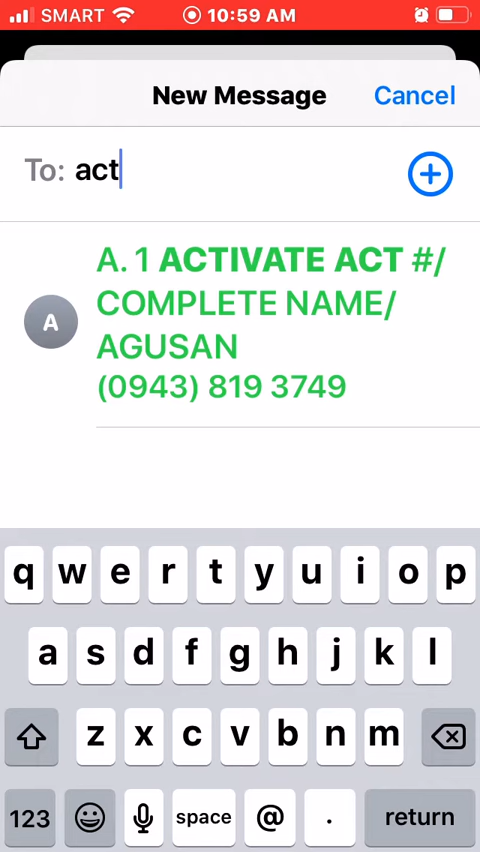 SMART 10:59 AM
New Message Cancel
To: act
A. 1 ACTIVATE ACT #/
COMPLETE NAME/
A
AGUSAN
(0943) 819 3749
q w e r t y u i o p
a s d f g h j k l
z x c v b n m
123 space @ . return